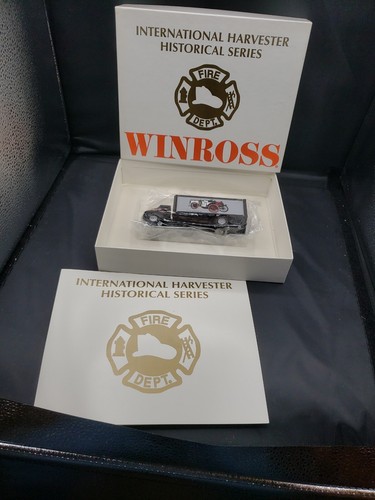 INTERNATIONAL HARVESTER
HISTORICAL SERIES
FIRE
DEPT.
WINROSS
INTERNATIONAL HARVESTER
HISTORICAL SERIES
FIRE
DEPT.